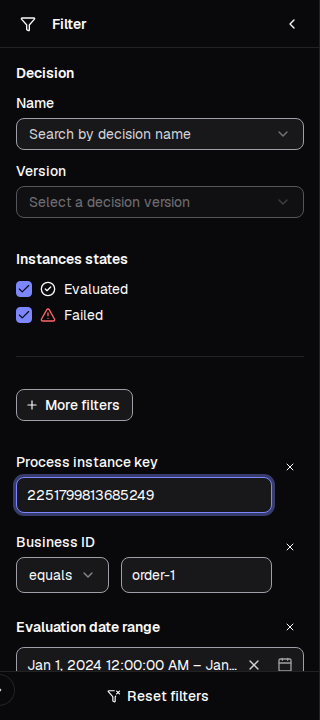 Filter
Decision
Name
Search by decision name
Version
Select a decision version
Instances states
Evaluated
Failed
More filters
Process instance key
2251799813685249
Business ID
equals
order-1
Evaluation date range
Jan 1, 2024 12:00:00 AM – Jan...
Reset filters